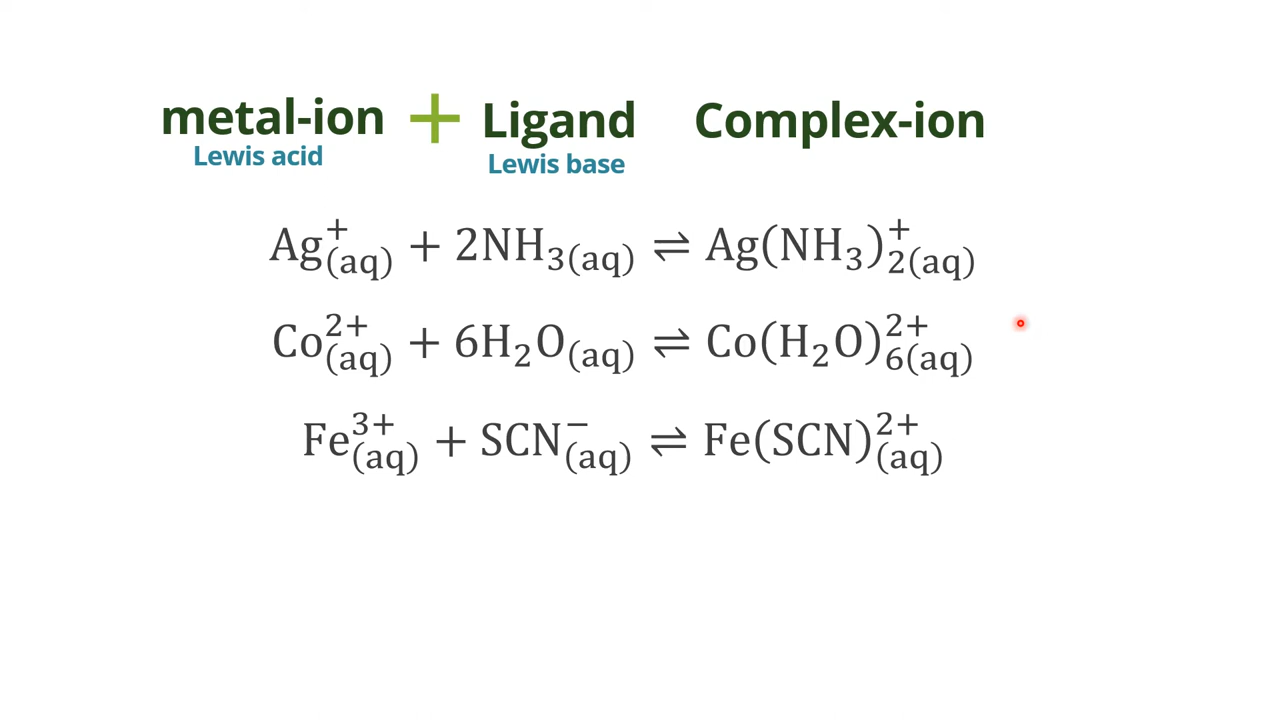 metal-ion + Ligand Complex-ion
Lewis acid Lewis base
Ag⁺(aq) + 2NH₃(aq) ⇌ Ag(NH₃)₂⁺(aq)
Co²⁺(aq) + 6H₂O(aq) ⇌ Co(H₂O)₆²⁺(aq)
Fe³⁺(aq) + SCN⁻(aq) ⇌ Fe(SCN)²⁺(aq)